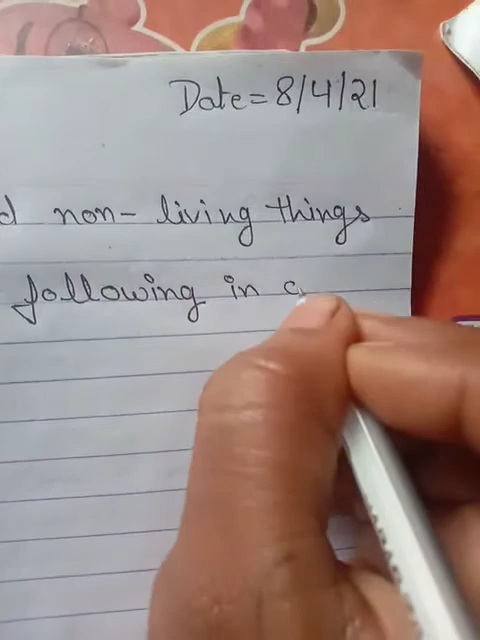 Date = 8/4/21
non- living things
following in